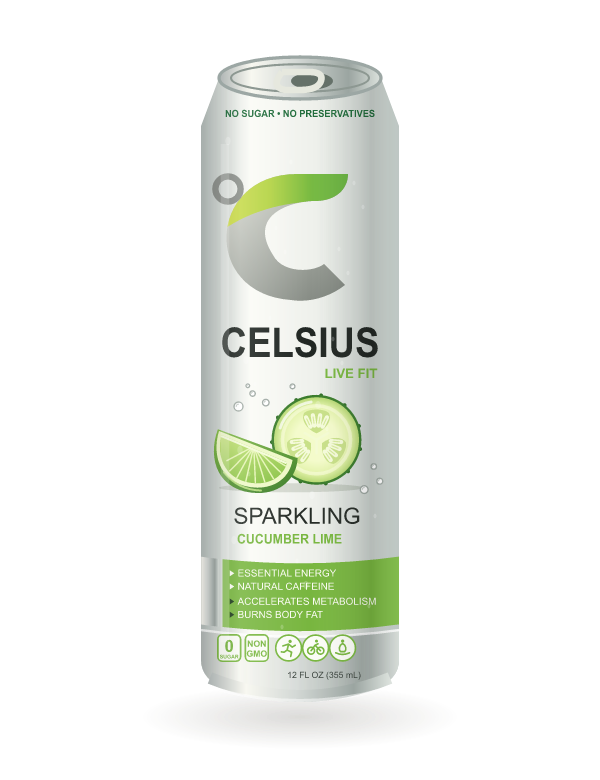 NO SUGAR • NO PRESERVATIVES
CELSIUS
LIVE FIT
SPARKLING
CUCUMBER LIME
ESSENTIAL ENERGY
NATURAL CAFFEINE
ACCELERATES METABOLISM
BURNS BODY FAT
0
SUGAR
NON
GMO
12 FL OZ (355 mL)